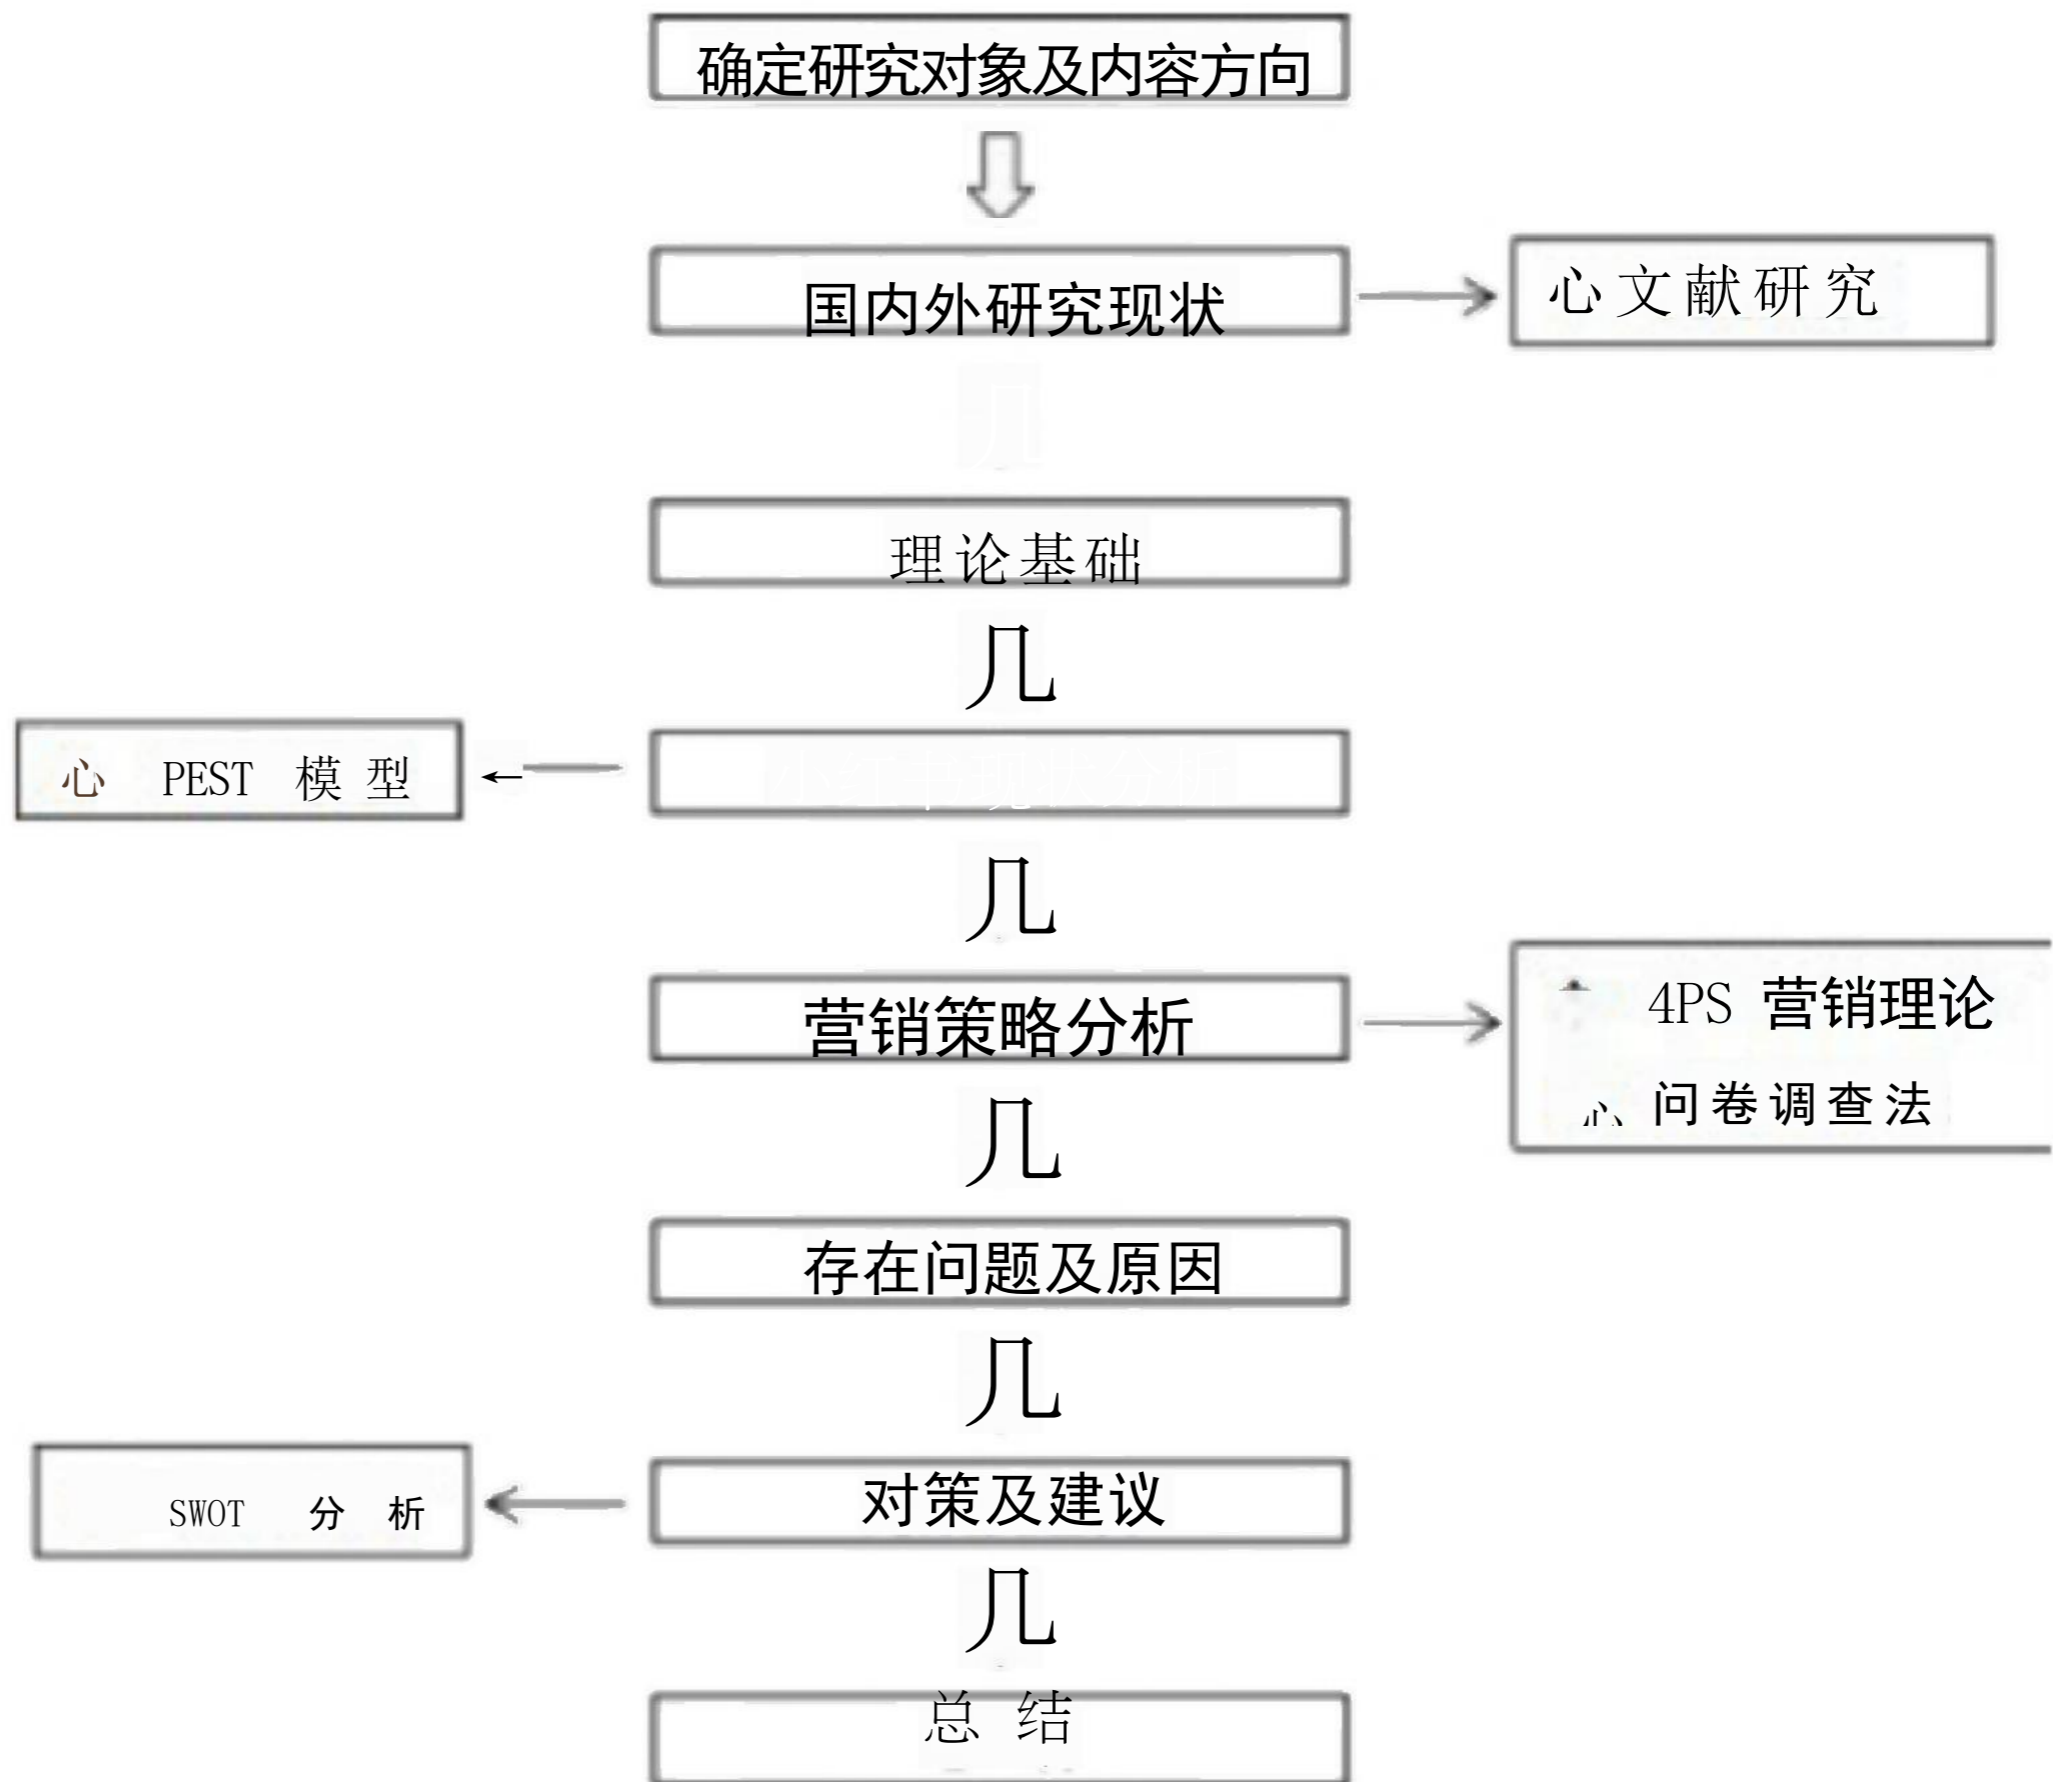 确定研究对象及内容方向
国内外研究现状
心文献研究
几
理论基础
几
心 PEST 模型
←
几
营销策略分析
4PS 营销理论
心 问卷调查法
几
存在问题及原因
几
SWOT 分析
对策及建议
几
总结